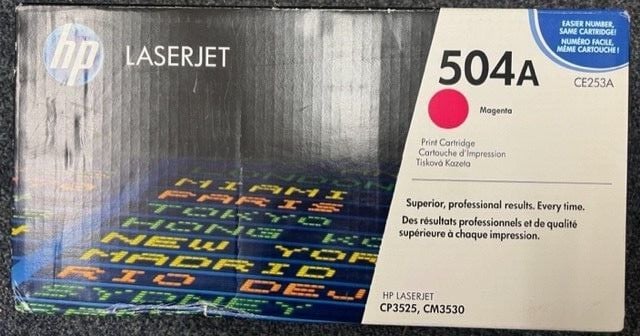 hp
LASERJET
EASIER NUMBER,
SAME CARTRIDGE!
NUMÉRO FACILE,
MÊME CARTOUCHE!
504A
CE253A
Magenta
Print Cartridge
Cartouche d'Impression
Tisková Kazeta
Superior, professional results. Every time.
Des résultats professionnels et de qualité
supérieure à chaque impression.
LONDON
MIAMI
PARIS
TOKYO
HONG KO
NEW YORK
MADRID
RIO DE J
SYDNEY
HP LASERJET
CP3525, CM3530